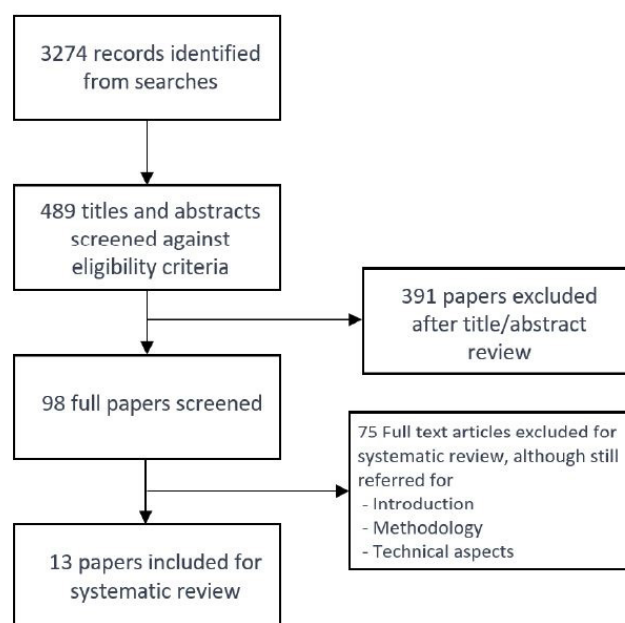 3274 records identified
from searches
489 titles and abstracts
screened against
eligibility criteria
391 papers excluded
after title/abstract
review
98 full papers screened
75 Full text articles excluded for
systematic review, although still
referred for
- Introduction
- Methodology
- Technical aspects
13 papers included for
systematic review